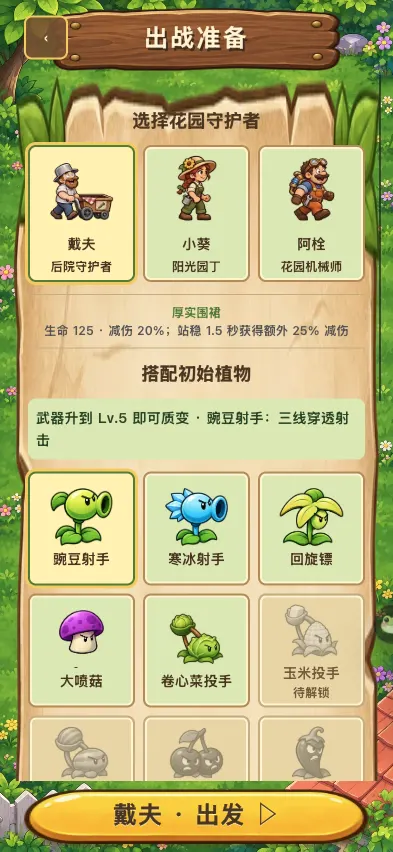 ‹
出战准备
选择花园守护者
戴夫
后院守护者
小葵
阳光园丁
阿栓
花园机械师
厚实围裙
生命 125 · 减伤 20%；站稳 1.5 秒获得额外 25% 减伤
搭配初始植物
武器升到 Lv.5 即可质变 · 豌豆射手：三线穿透射
击
豌豆射手
寒冰射手
回旋镖
大喷菇
卷心菜投手
玉米投手
待解锁
戴夫 · 出发 ▷